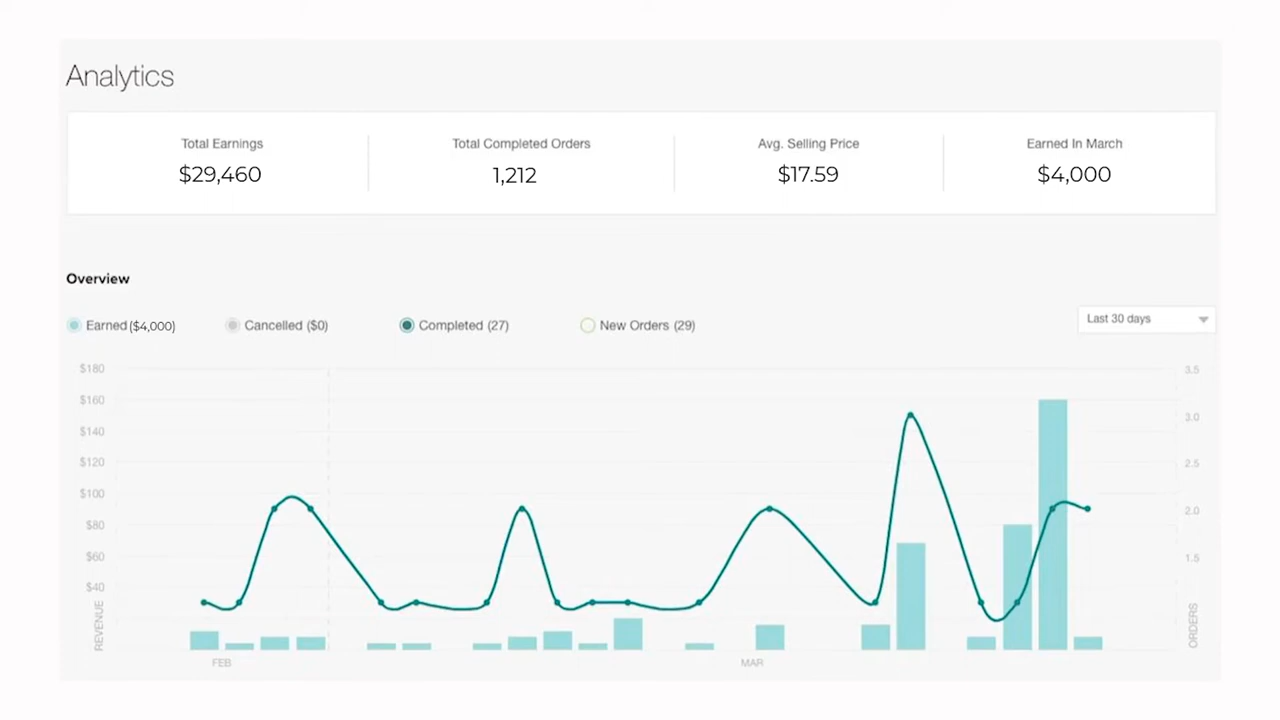 Analytics
Total Earnings Total Completed Orders Avg. Selling Price Earned In March
$29,460 1,212 $17.59 $4,000
Overview
Earned ($4,000) Cancelled ($0) Completed (27) New Orders (29) Last 30 days
$180 3.5
$160
3.0
$140
$120 2.5
$100
2.0
$80
$60 1.5
$40
REVENUE ORDERS
FEB MAR